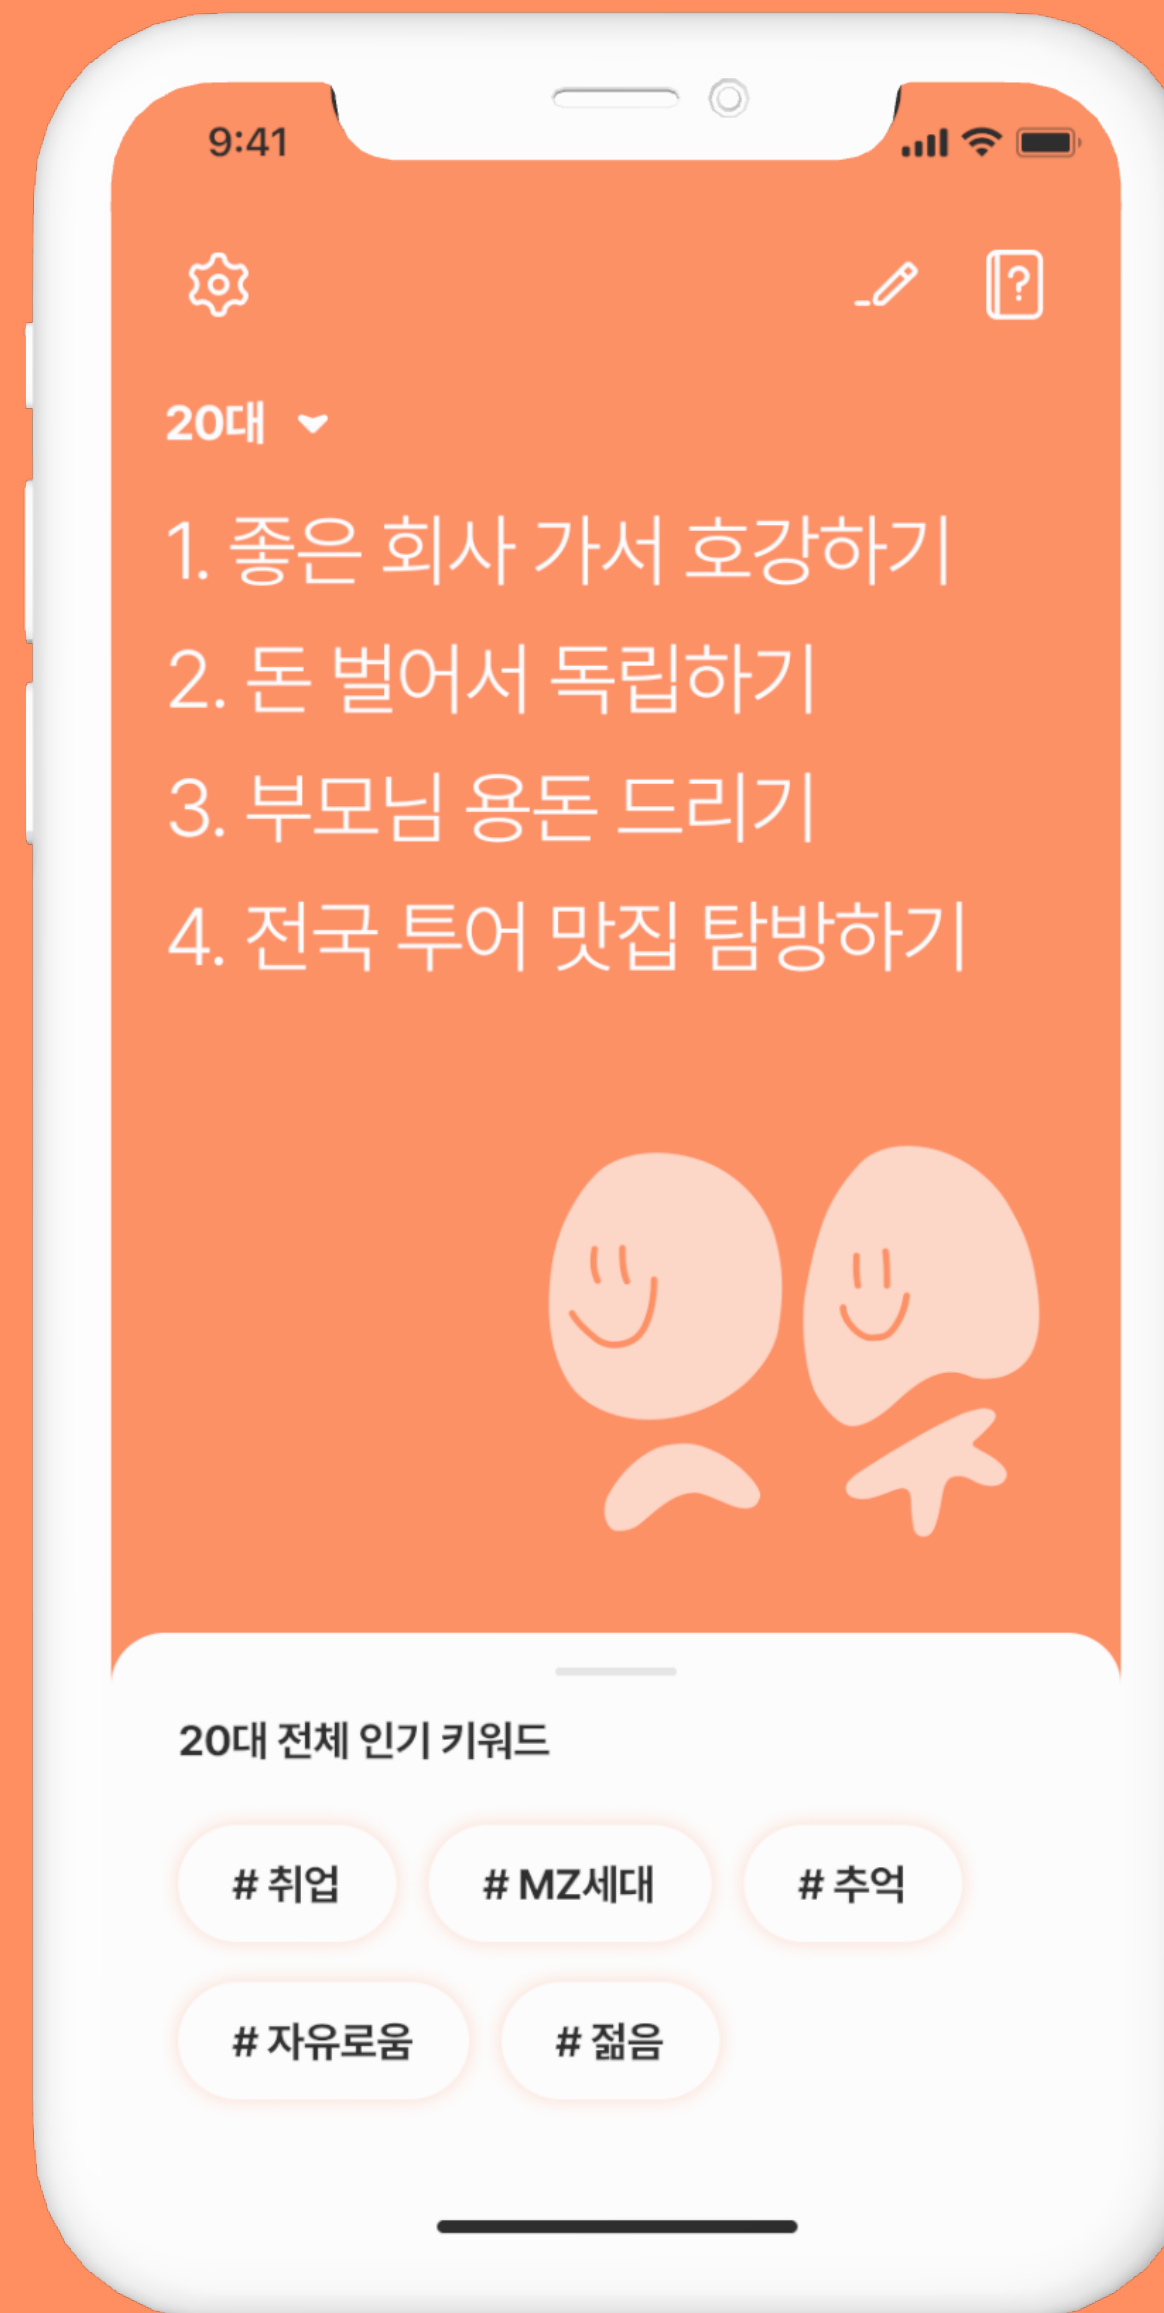 9:41
20대
1. 좋은 회사 가서 호강하기
2. 돈 벌어서 독립하기
3. 부모님 용돈 드리기
4. 전국 투어 맛집 탐방하기
20대 전체 인기 키워드
# 취업 # MZ세대 # 추억
# 자유로움 # 젊음